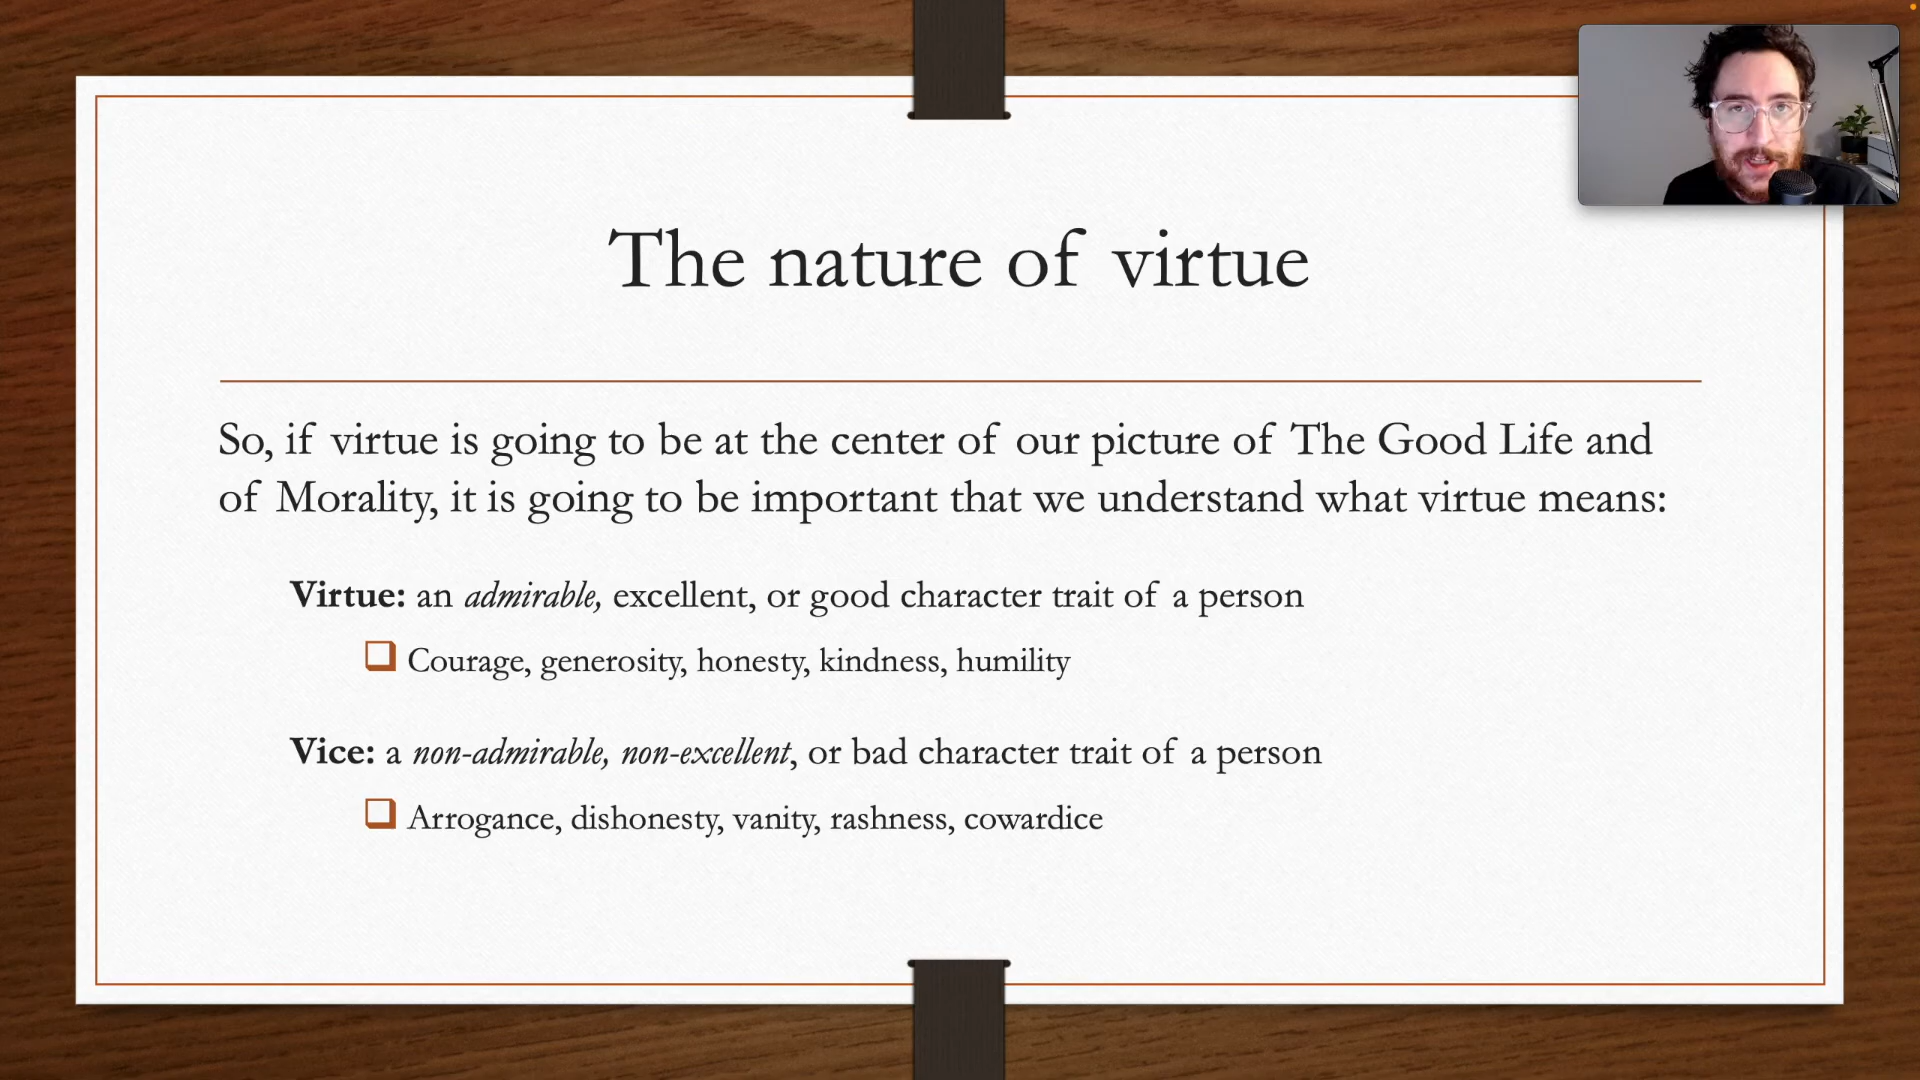 The nature of virtue
So, if virtue is going to be at the center of our picture of The Good Life and
of Morality, it is going to be important that we understand what virtue means:
Virtue: an admirable, excellent, or good character trait of a person
Courage, generosity, honesty, kindness, humility
Vice: a non-admirable, non-excellent, or bad character trait of a person
Arrogance, dishonesty, vanity, rashness, cowardice